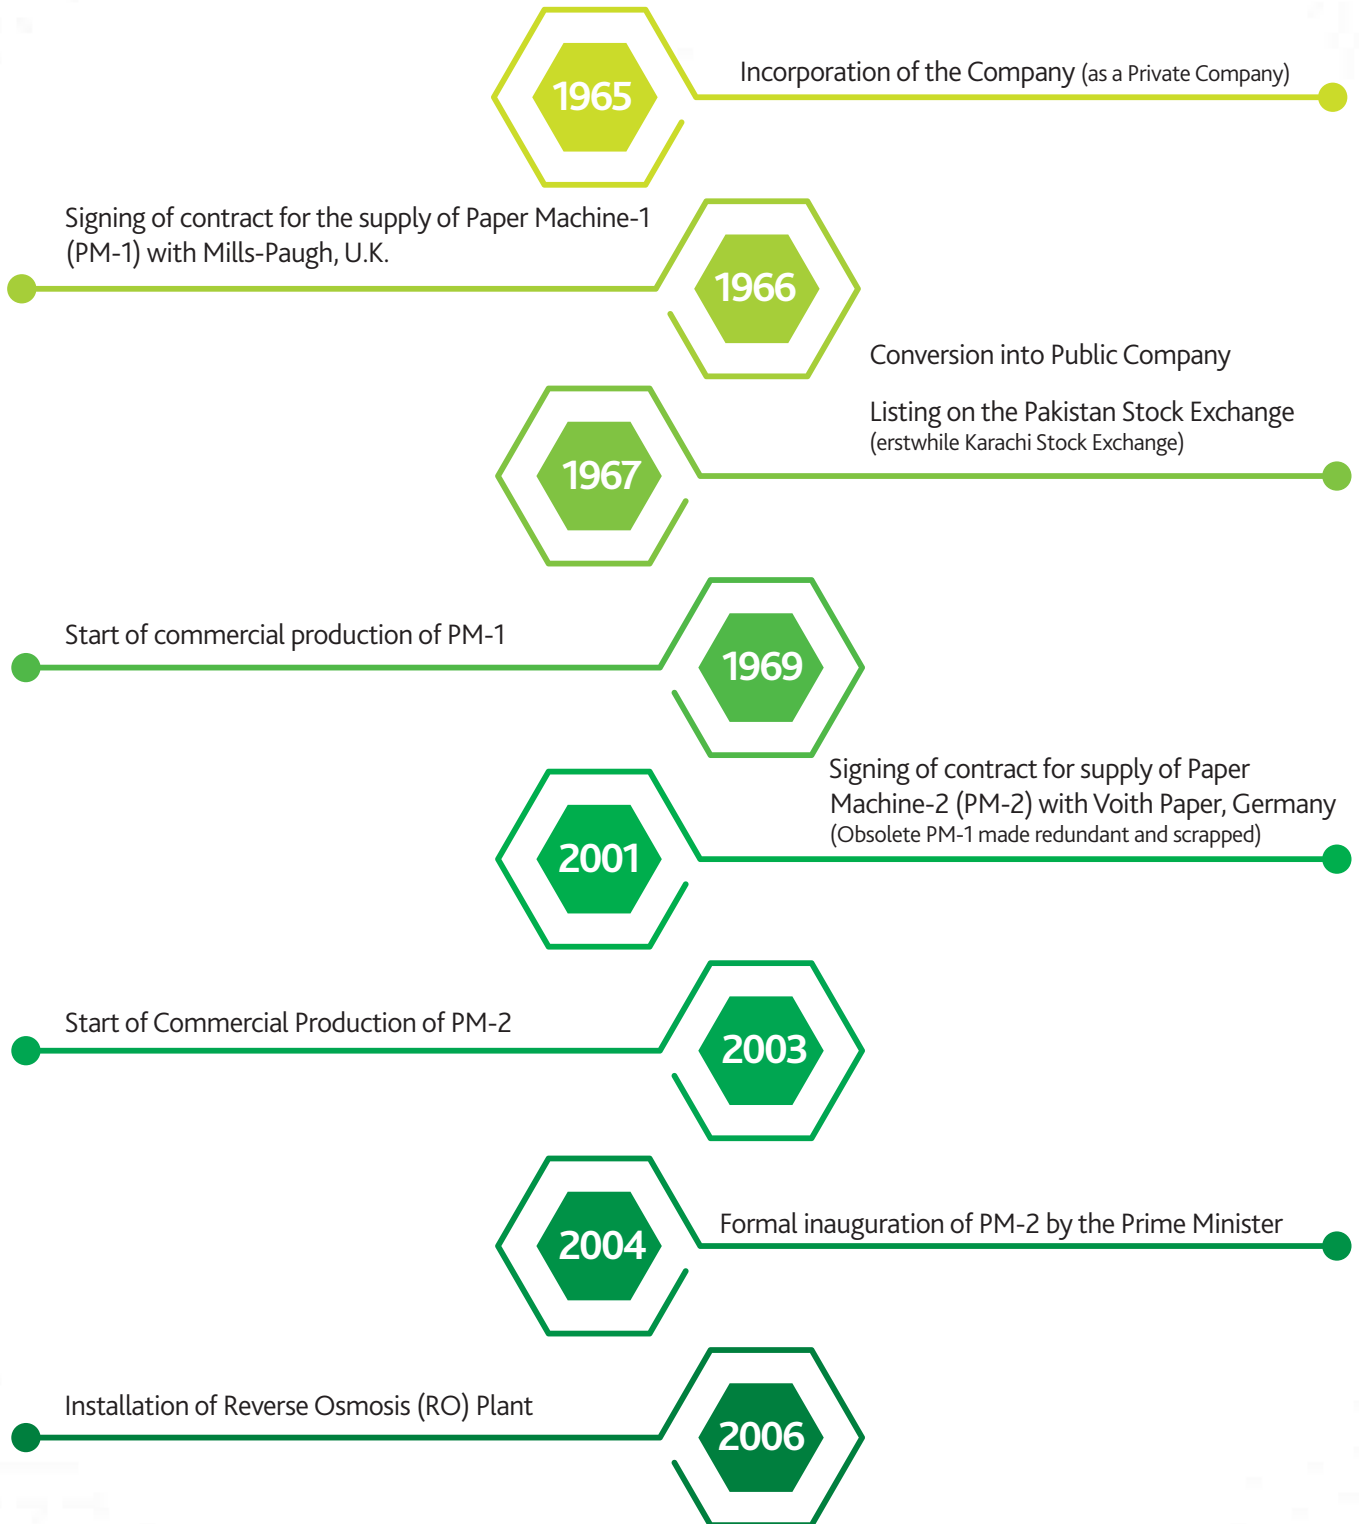 1965
Incorporation of the Company (as a Private Company)
Signing of contract for the supply of Paper Machine-1
(PM-1) with Mills-Paugh, U.K.
1966
Conversion into Public Company
Listing on the Pakistan Stock Exchange
(erstwhile Karachi Stock Exchange)
1967
Start of commercial production of PM-1
1969
Signing of contract for supply of Paper
Machine-2 (PM-2) with Voith Paper, Germany
(Obsolete PM-1 made redundant and scrapped)
2001
Start of Commercial Production of PM-2
2003
Formal inauguration of PM-2 by the Prime Minister
2004
Installation of Reverse Osmosis (RO) Plant
2006